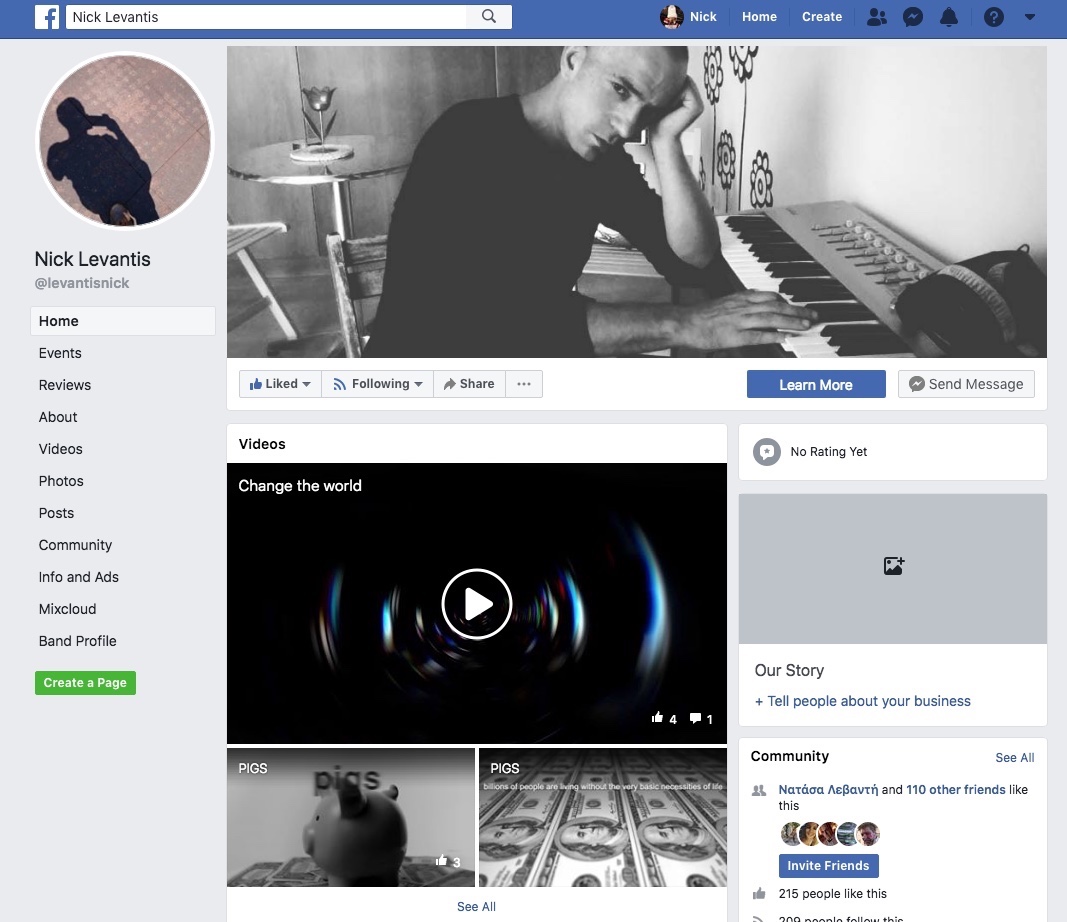 Nick Levantis
Nick
Home
Create
Nick Levantis
@levantisnick
Home
Events
Reviews
About
Videos
Photos
Posts
Community
Info and Ads
Mixcloud
Band Profile
Create a Page
Liked
Following
Share
Learn More
Send Message
Videos
Change the world
4
1
PIGS
pigs
3
PIGS
billions of people are living without the very basic necessities of life
See All
No Rating Yet
Our Story
+ Tell people about your business
Community
See All
Νατάσα Λεβαντή and 110 other friends like
this
Invite Friends
215 people like this
209 people follow this